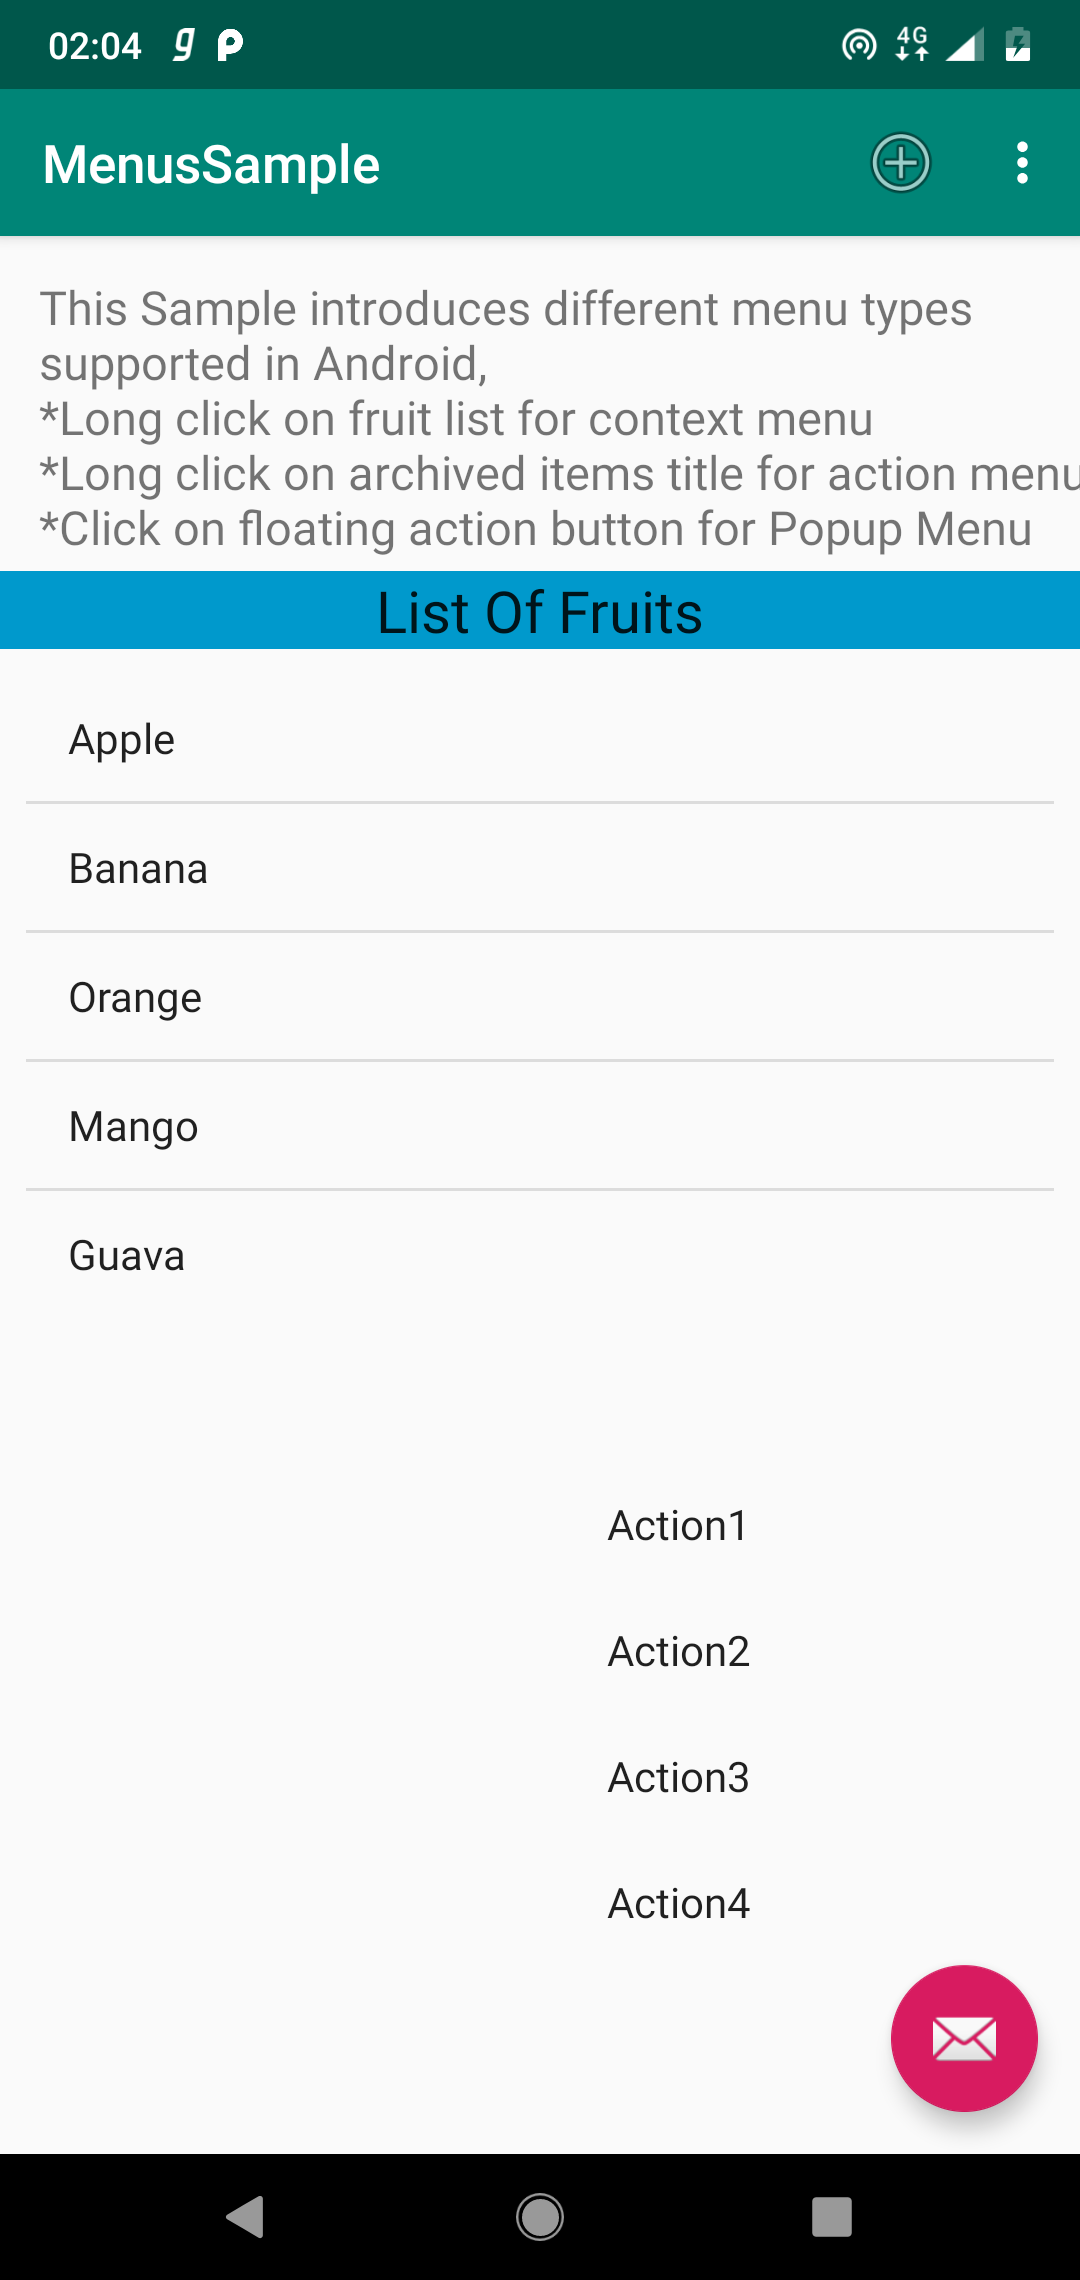 02:04
4G
MenusSample
This Sample introduces different menu types
supported in Android,
*Long click on fruit list for context menu
*Long click on archived items title for action menu
*Click on floating action button for Popup Menu
List Of Fruits
Apple
Banana
Orange
Mango
Guava
Action1
Action2
Action3
Action4